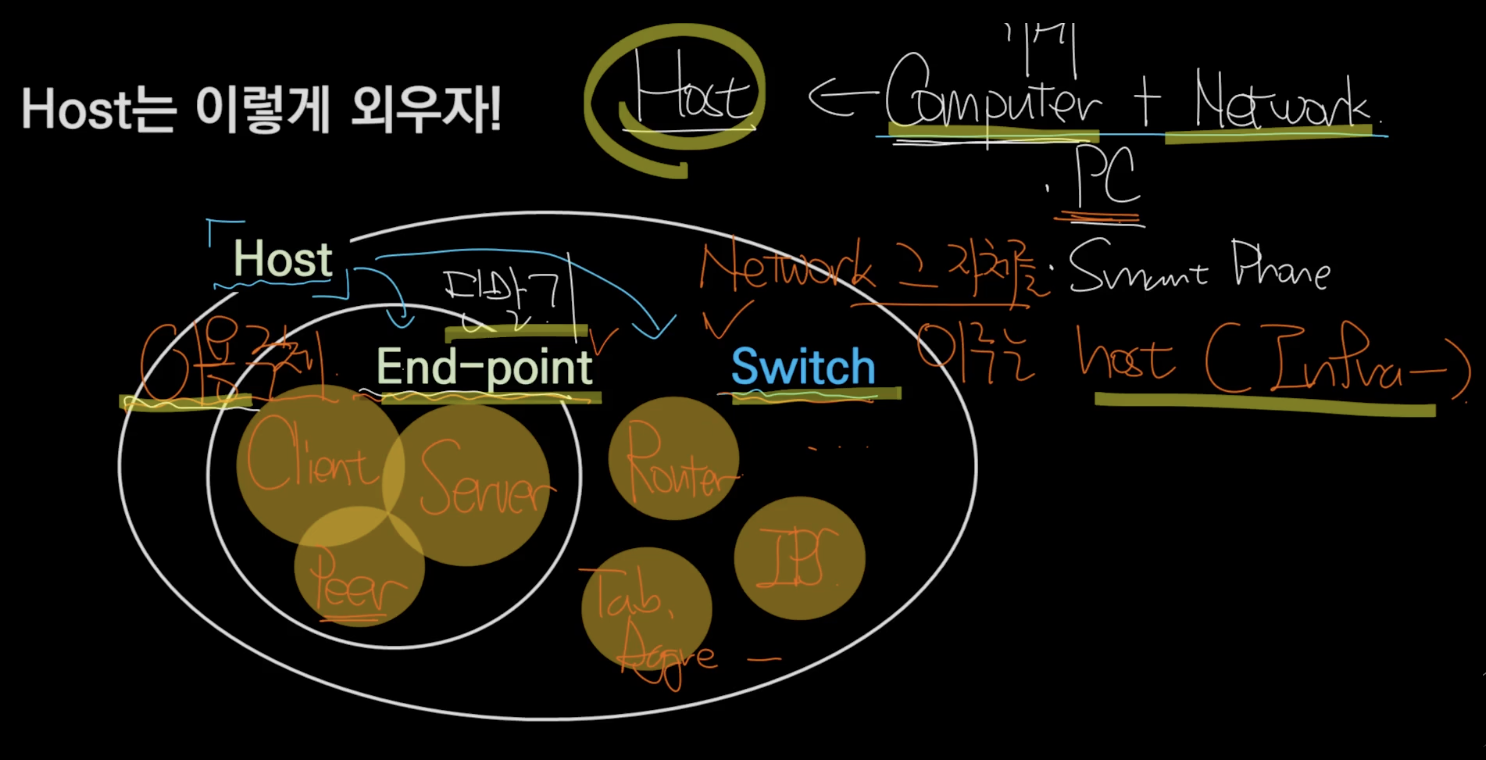 Host는 이렇게 외우자!
기기
Host ← Computer + Network
· PC
· Smart Phone
Host
단말기
Network 그 자체를
이루는 host (Infra-)
이용주체
End-point
Switch
Client
Server
Peer
Router
....
IPS
Tab,
Aggre -